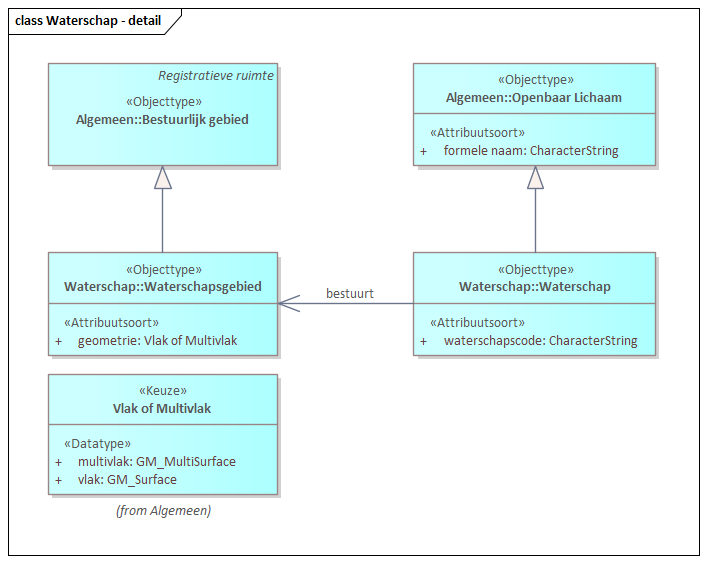 class Waterschap - detail
Registratieve ruimte
«Objecttype»
Algemeen::Bestuurlijk gebied
«Objecttype»
Algemeen::Openbaar Lichaam
«Attribuutsoort»
+ formele naam: CharacterString
«Objecttype»
Waterschap::Waterschapsgebied
«Attribuutsoort»
+ geometrie: Vlak of Multivlak
bestuurt
«Objecttype»
Waterschap::Waterschap
«Attribuutsoort»
+ waterschapscode: CharacterString
«Keuze»
Vlak of Multivlak
«Datatype»
+ multivlak: GM_MultiSurface
+ vlak: GM_Surface
(from Algemeen)